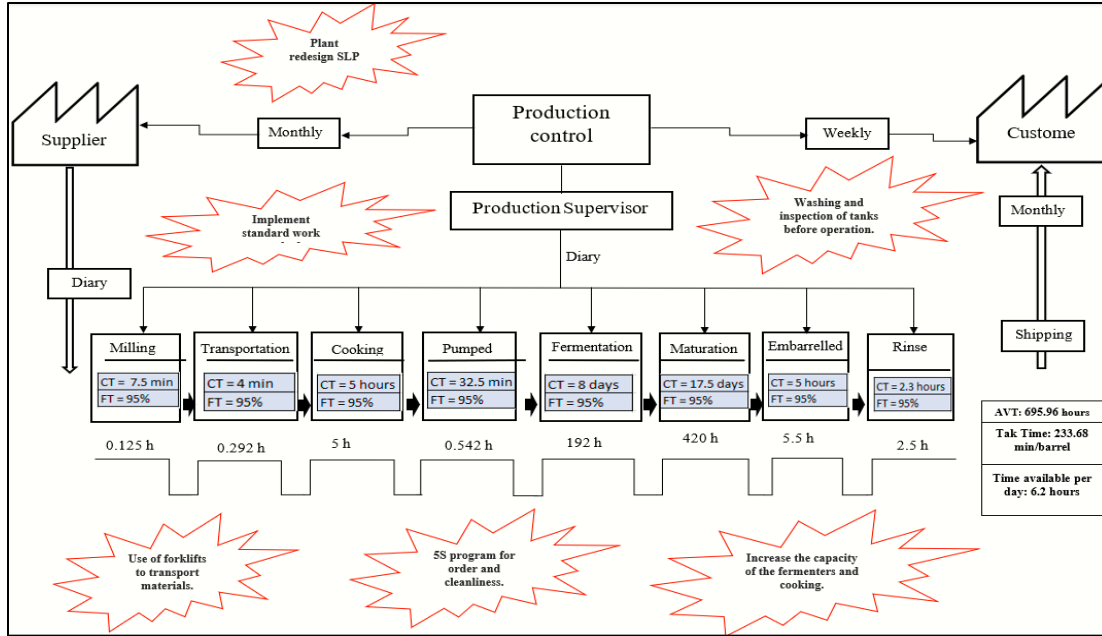 Plant
redesign SLP
Supplier
Monthly
Production
control
Weekly
Custome
Implement
standard work
Production Supervisor
Washing and
inspection of tanks
before operation.
Monthly
Diary
Diary
Shipping
Milling
CT = 7.5 min
FT = 95%
Transportation
CT = 4 min
FT = 95%
Cooking
CT = 5 hours
FT = 95%
Pumped
CT = 32.5 min
FT = 95%
Fermentation
CT = 8 days
FT = 95%
Maturation
CT = 17.5 days
FT = 95%
Embarrelled
CT = 5 hours
FT = 95%
Rinse
CT = 2.3 hours
FT = 95%
0.125 h
0.292 h
5 h
0.542 h
192 h
420 h
5.5 h
2.5 h
AVT: 695.96 hours
Tak Time: 233.68
min/barrel
Time available per
day: 6.2 hours
Use of forklifts
to transport
materials.
5S program for
order and
cleanliness.
Increase the capacity
of the fermenters and
cooking.